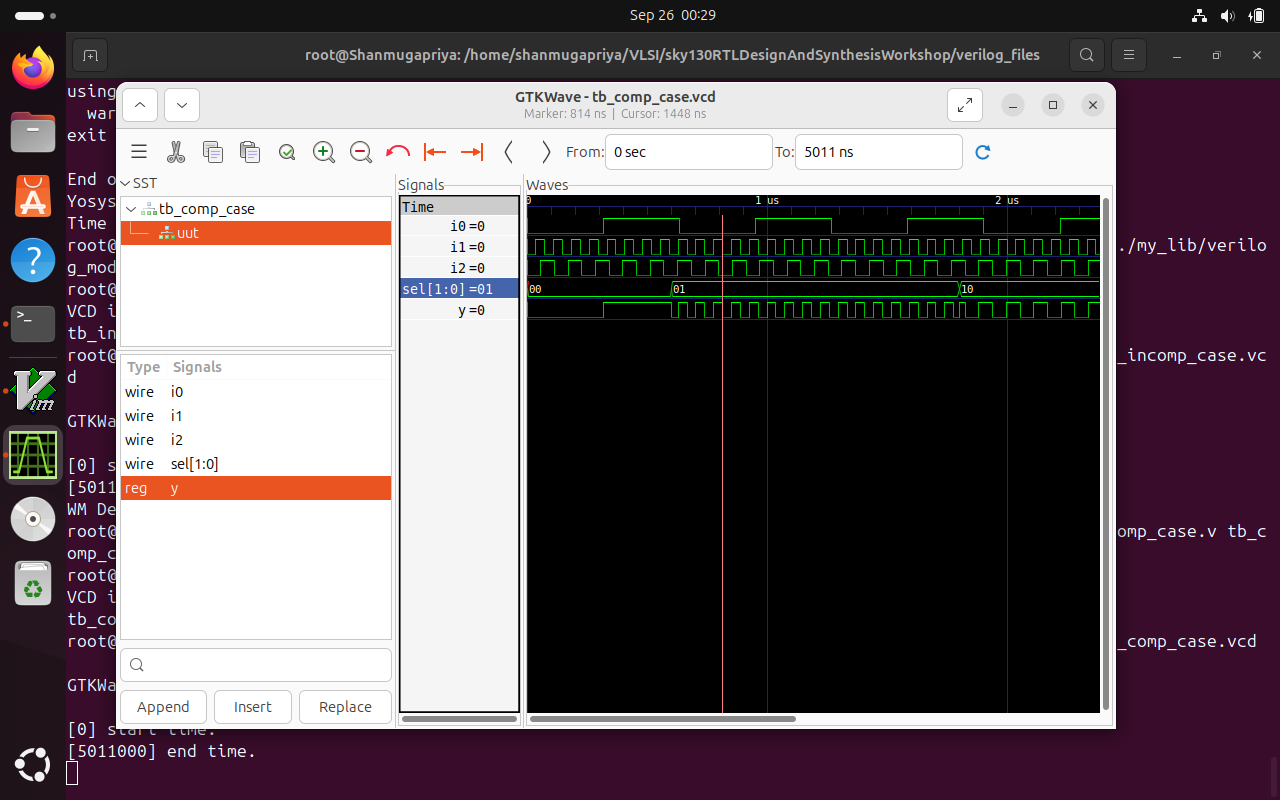 Sep 26 00:29
root@Shanmugapriya: /home/shanmugapriya/VLSI/sky130RTLDesignAndSynthesisWorkshop/verilog_files
using
war
exit
End o
Yosys
Time
root@
./my_lib/verilo
g_mod
root@
VCD i
tb_in
root@
_incomp_case.vc
d
GTKWa
[0] s
[5011
WM De
root@
omp_case.v tb_c
omp_c
root@
VCD i
tb_co
root@
_comp_case.vcd
GTKWa
[0] start time.
[5011000] end time.
GTKWave - tb_comp_case.vcd
Marker: 814 ns | Cursor: 1448 ns
From: 0 sec To: 5011 ns
SST
tb_comp_case
uut
Type Signals
wire i0
wire i1
wire i2
wire sel[1:0]
reg y
Append Insert Replace
Signals
Time
i0 =0
i1 =0
i2 =0
sel[1:0] =01
y =0
Waves
0 1 us 2 us
00 01 10
>_
Vim
?
A